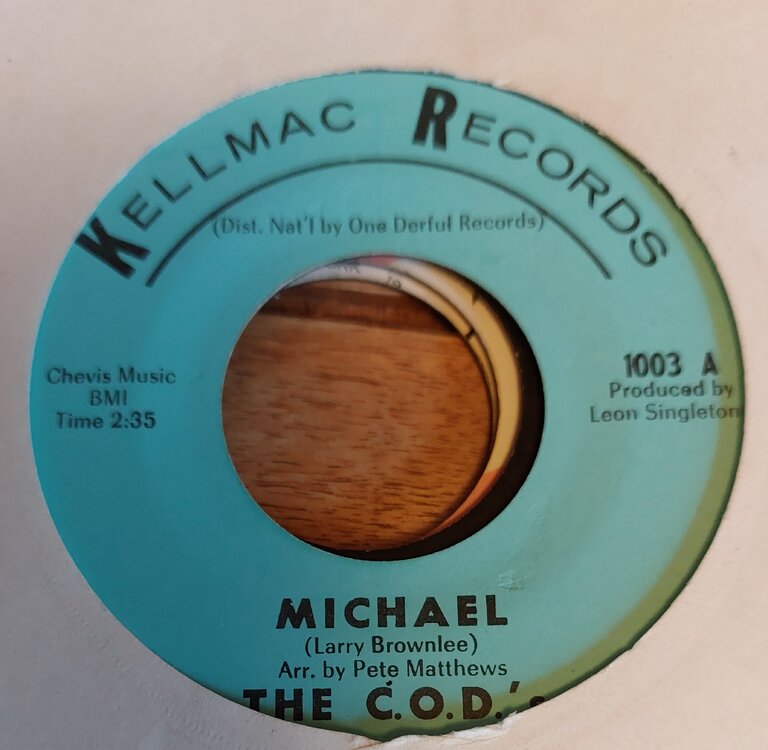 KELLMAC RECORDS
(Dist. Nat'l by One Derful Records)
Chevis Music
BMI
Time 2:35
1003 A
Produced by
Leon Singleton
MICHAEL
(Larry Brownlee)
Arr. by Pete Matthews
THE C.O.D.'s